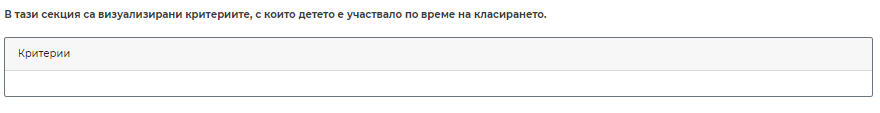 В тази секция са визуализирани критериите, с които детето е участвало по време на класирането.
Критерии